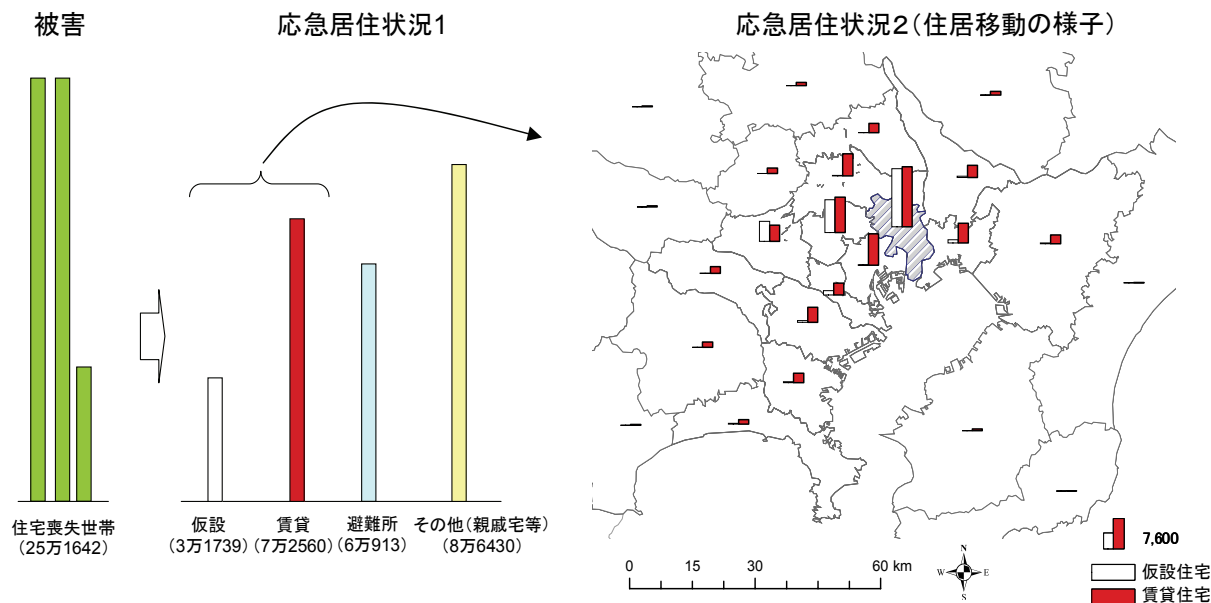 被害
応急居住状況1
応急居住状況2(住居移動の様子)
住宅喪失世帯
(25万1642)
仮設
(3万1739)
賃貸
(7万2560)
避難所
(6万913)
その他(親戚宅等)
(8万6430)
0 15 30 60 km
N
W E
S
7,600
仮設住宅
賃貸住宅